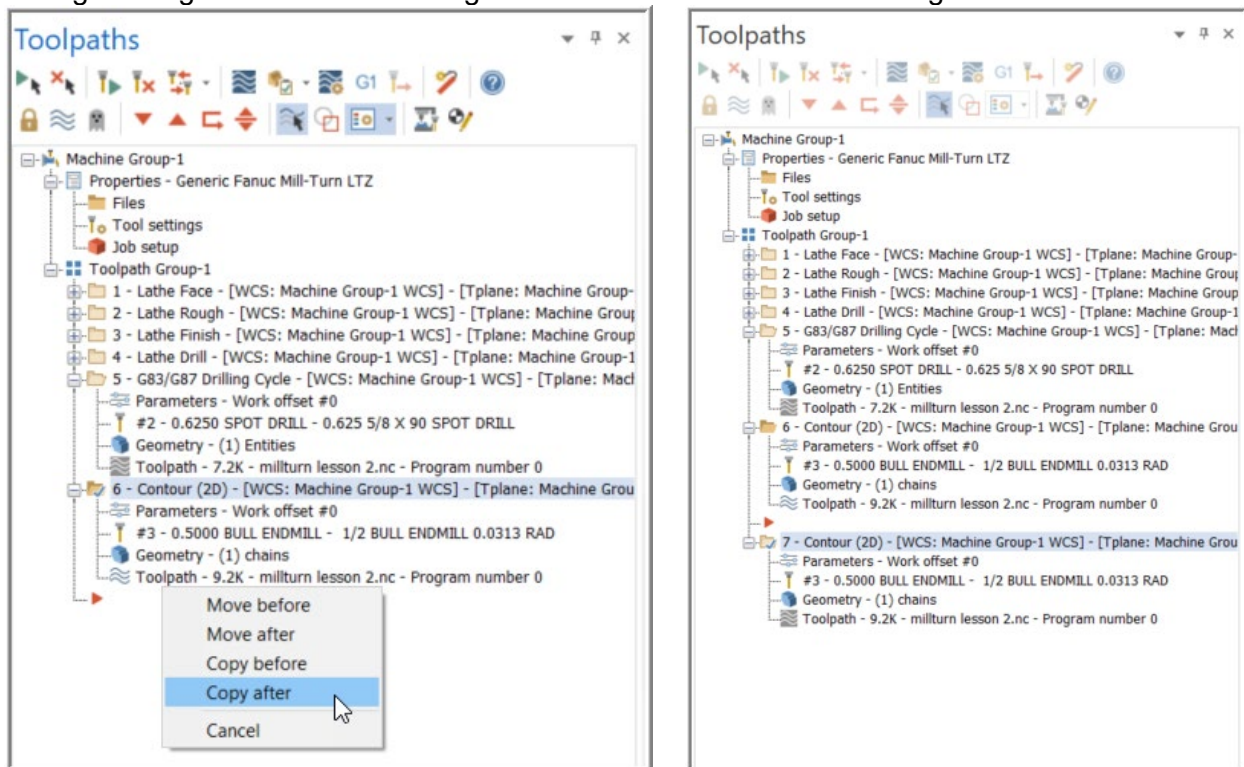 Toolpaths
G1
Machine Group-1
Properties - Generic Fanuc Mill-Turn LTZ
Files
Tool settings
Job setup
Toolpath Group-1
1 - Lathe Face - [WCS: Machine Group-1 WCS] - [Tplane: Machine Group-
2 - Lathe Rough - [WCS: Machine Group-1 WCS] - [Tplane: Machine Group
3 - Lathe Finish - [WCS: Machine Group-1 WCS] - [Tplane: Machine Group
4 - Lathe Drill - [WCS: Machine Group-1 WCS] - [Tplane: Machine Group-1
5 - G83/G87 Drilling Cycle - [WCS: Machine Group-1 WCS] - [Tplane: Mach
Parameters - Work offset #0
#2 - 0.6250 SPOT DRILL - 0.625 5/8 X 90 SPOT DRILL
Geometry - (1) Entities
Toolpath - 7.2K - millturn lesson 2.nc - Program number 0
6 - Contour (2D) - [WCS: Machine Group-1 WCS] - [Tplane: Machine Grou
Parameters - Work offset #0
#3 - 0.5000 BULL ENDMILL - 1/2 BULL ENDMILL 0.0313 RAD
Geometry - (1) chains
Toolpath - 9.2K - millturn lesson 2.nc - Program number 0
Move before
Move after
Copy before
Copy after
Cancel
Toolpaths
G1
Machine Group-1
Properties - Generic Fanuc Mill-Turn LTZ
Files
Tool settings
Job setup
Toolpath Group-1
1 - Lathe Face - [WCS: Machine Group-1 WCS] - [Tplane: Machine Group-
2 - Lathe Rough - [WCS: Machine Group-1 WCS] - [Tplane: Machine Group
3 - Lathe Finish - [WCS: Machine Group-1 WCS] - [Tplane: Machine Group
4 - Lathe Drill - [WCS: Machine Group-1 WCS] - [Tplane: Machine Group-1
5 - G83/G87 Drilling Cycle - [WCS: Machine Group-1 WCS] - [Tplane: Mach
Parameters - Work offset #0
#2 - 0.6250 SPOT DRILL - 0.625 5/8 X 90 SPOT DRILL
Geometry - (1) Entities
Toolpath - 7.2K - millturn lesson 2.nc - Program number 0
6 - Contour (2D) - [WCS: Machine Group-1 WCS] - [Tplane: Machine Grou
Parameters - Work offset #0
#3 - 0.5000 BULL ENDMILL - 1/2 BULL ENDMILL 0.0313 RAD
Geometry - (1) chains
Toolpath - 9.2K - millturn lesson 2.nc - Program number 0
7 - Contour (2D) - [WCS: Machine Group-1 WCS] - [Tplane: Machine Grou
Parameters - Work offset #0
#3 - 0.5000 BULL ENDMILL - 1/2 BULL ENDMILL 0.0313 RAD
Geometry - (1) chains
Toolpath - 9.2K - millturn lesson 2.nc - Program number 0